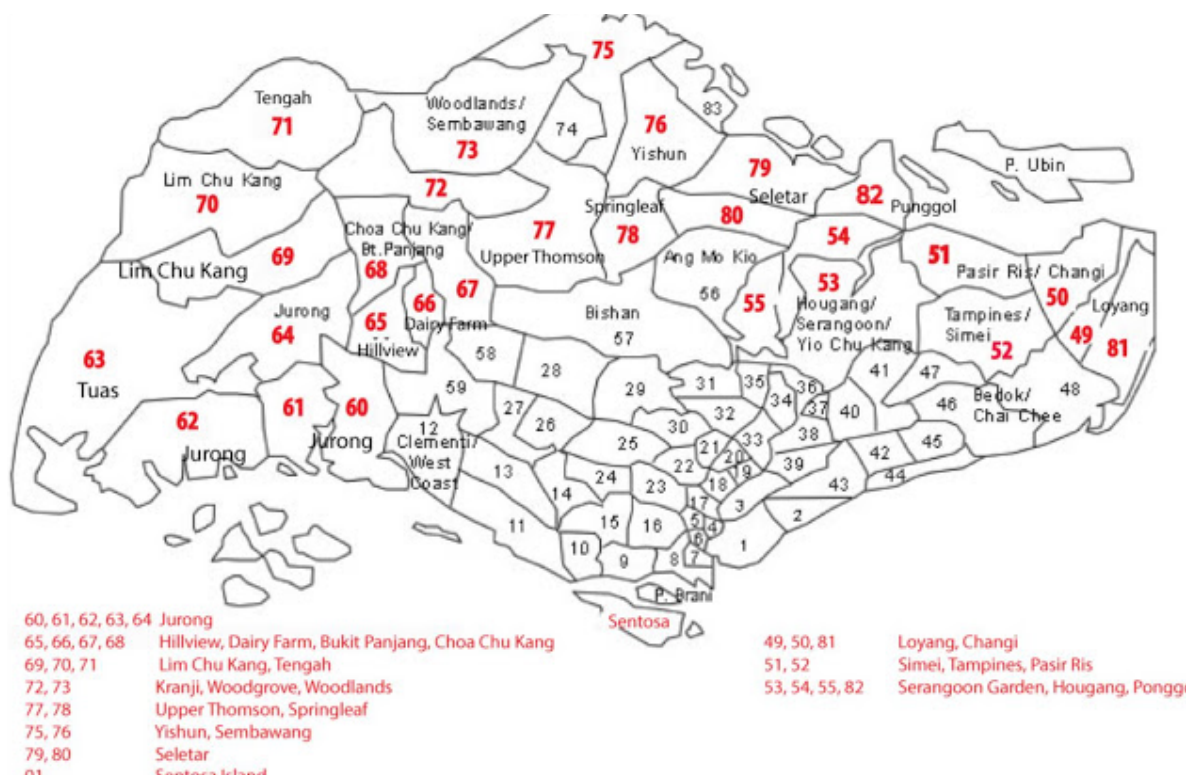 75
Tengah
71
Woodlands/
Sembawang
73
74
76
Yishun
83
79
Seletar
P. Ubin
Lim Chu Kang
70
72
82
Punggol
Springleaf
80
78
77
Upper Thomson
54
Choa Chu Kang/
Bt.Panjang
68
69
Lim Chu Kang
67
66
Dairy Farm
65
Hillview
Ang Mo Kio
56
55
53
Hougang/
Serangoon/
Yio Chu Kang
51
Pasir Ris/ Changi
50
Loyang
49
81
Tampines/
Simei
52
Jurong
64
63
Tuas
Bishan
57
58
28
29
31
35
36
34
37
41
47
48
46
Bedok/
Chai Chee
62
Jurong
61
60
Jurong
59
12
Clementi/
West
Coast
27
26
25
30
32
33
38
40
42
45
44
21
20
19
22
39
43
13
14
24
23
18
17
3
2
11
15
16
5
4
6
1
10
9
8
7
P. Brani
Sentosa
60, 61, 62, 63, 64 Jurong
65, 66, 67, 68 Hillview, Dairy Farm, Bukit Panjang, Choa Chu Kang
69, 70, 71 Lim Chu Kang, Tengah
72, 73 Kranji, Woodgrove, Woodlands
77, 78 Upper Thomson, Springleaf
75, 76 Yishun, Sembawang
79, 80 Seletar
91 Sentosa Island
49, 50, 81 Loyang, Changi
51, 52 Simei, Tampines, Pasir Ris
53, 54, 55, 82 Serangoon Garden, Hougang, Pongg